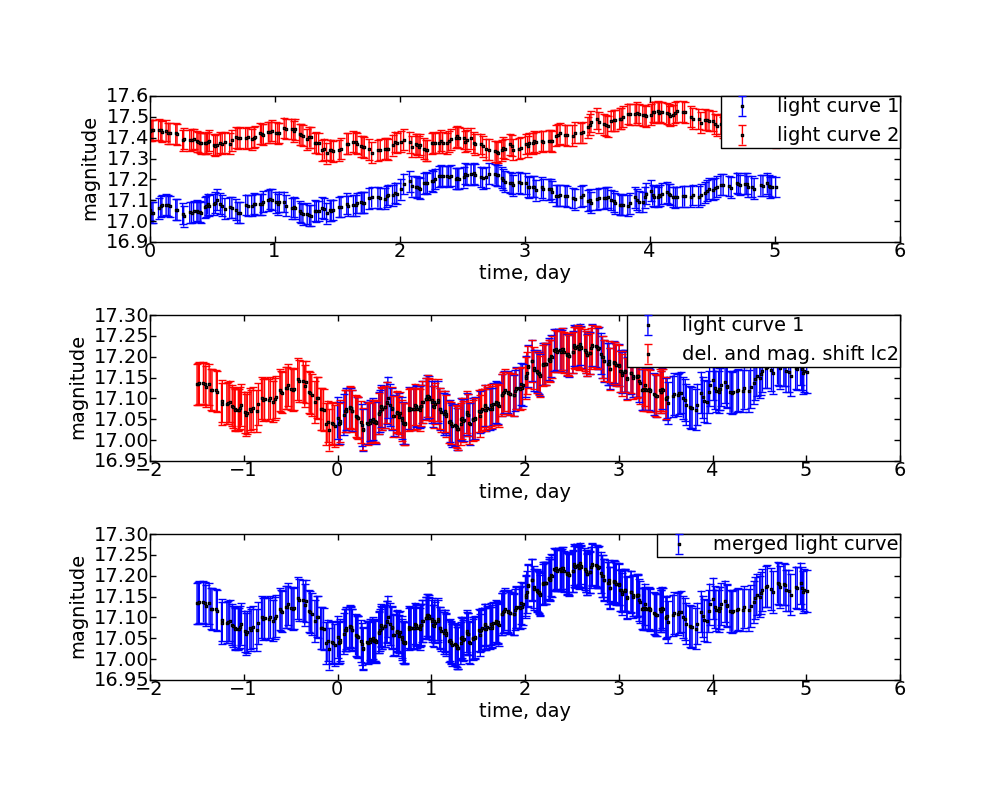 17.6
17.5
17.4
17.3
17.2
17.1
17.0
16.9
magnitude
light curve 1
light curve 2
0 1 2 3 4 5 6
time, day
17.30
17.25
17.20
17.15
17.10
17.05
17.00
16.95
magnitude
light curve 1
del. and mag. shift lc2
−2 −1 0 1 2 3 4 5 6
time, day
17.30
17.25
17.20
17.15
17.10
17.05
17.00
16.95
magnitude
merged light curve
−2 −1 0 1 2 3 4 5 6
time, day